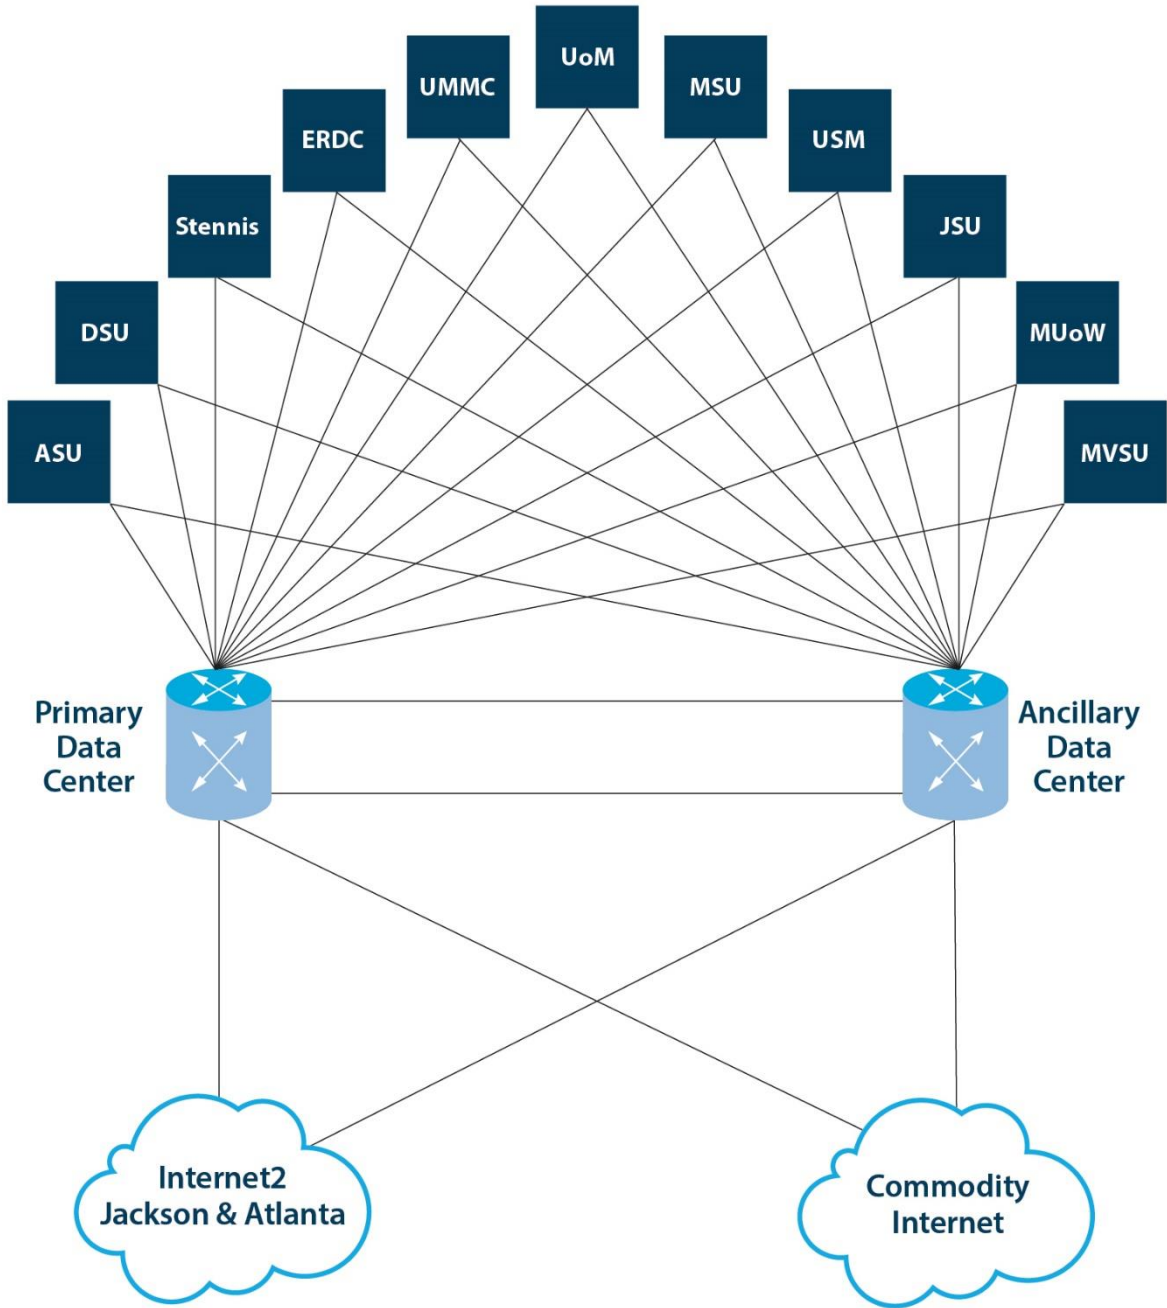 UoM
UMMC
MSU
ERDC
USM
Stennis
JSU
DSU
MUoW
ASU
MVSU
Primary
Data
Center
Ancillary
Data
Center
Internet2
Jackson & Atlanta
Commodity
Internet